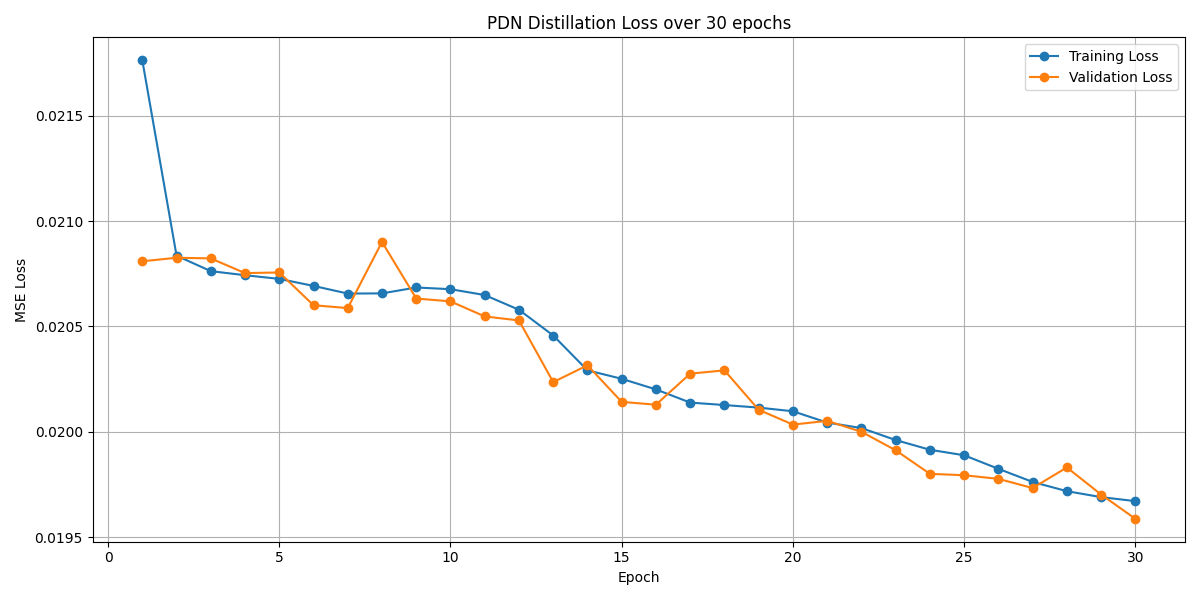 PDN Distillation Loss over 30 epochs
Training Loss
Validation Loss
MSE Loss
0.0215
0.0210
0.0205
0.0200
0.0195
0 5 10 15 20 25 30
Epoch